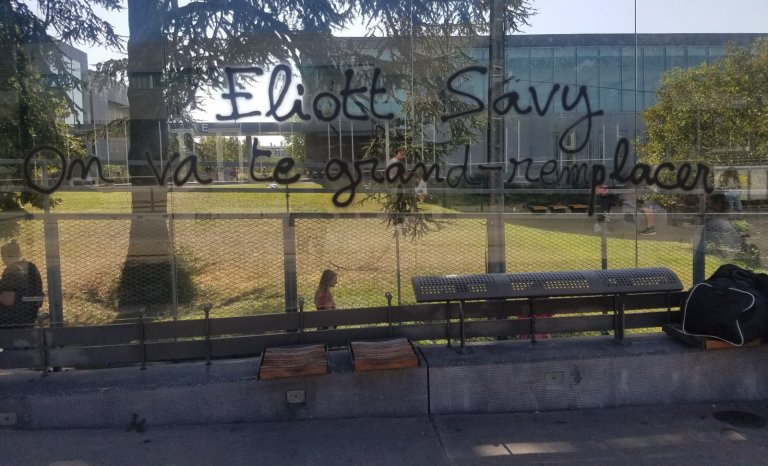 Eliott Savy
On va te grand-remplacer